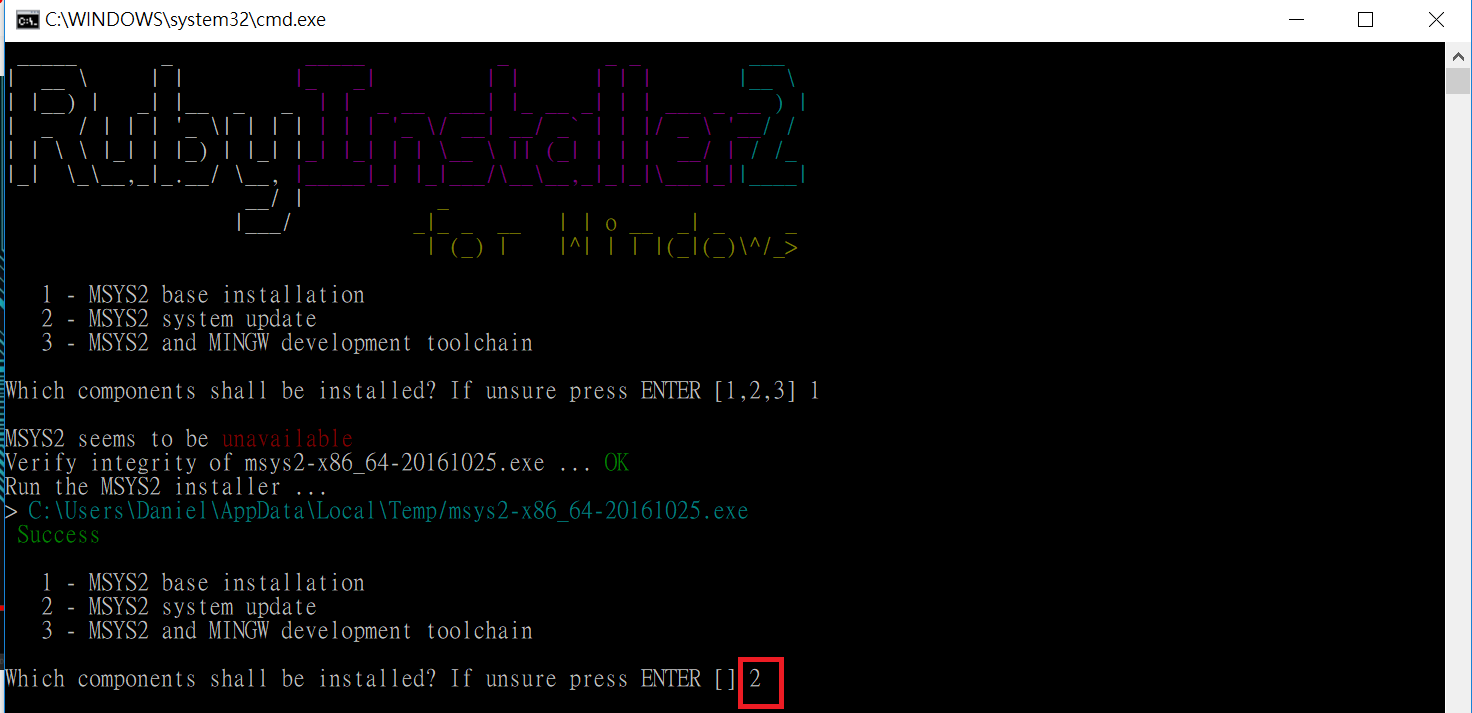 C:\WINDOWS\system32\cmd.exe
RubyInstaller2
for Windows
1 - MSYS2 base installation
2 - MSYS2 system update
3 - MSYS2 and MINGW development toolchain
Which components shall be installed? If unsure press ENTER [1,2,3] 1
MSYS2 seems to be unavailable
Verify integrity of msys2-x86_64-20161025.exe ... OK
Run the MSYS2 installer ...
> C:\Users\Daniel\AppData\Local\Temp/msys2-x86_64-20161025.exe
Success
1 - MSYS2 base installation
2 - MSYS2 system update
3 - MSYS2 and MINGW development toolchain
Which components shall be installed? If unsure press ENTER [] 2